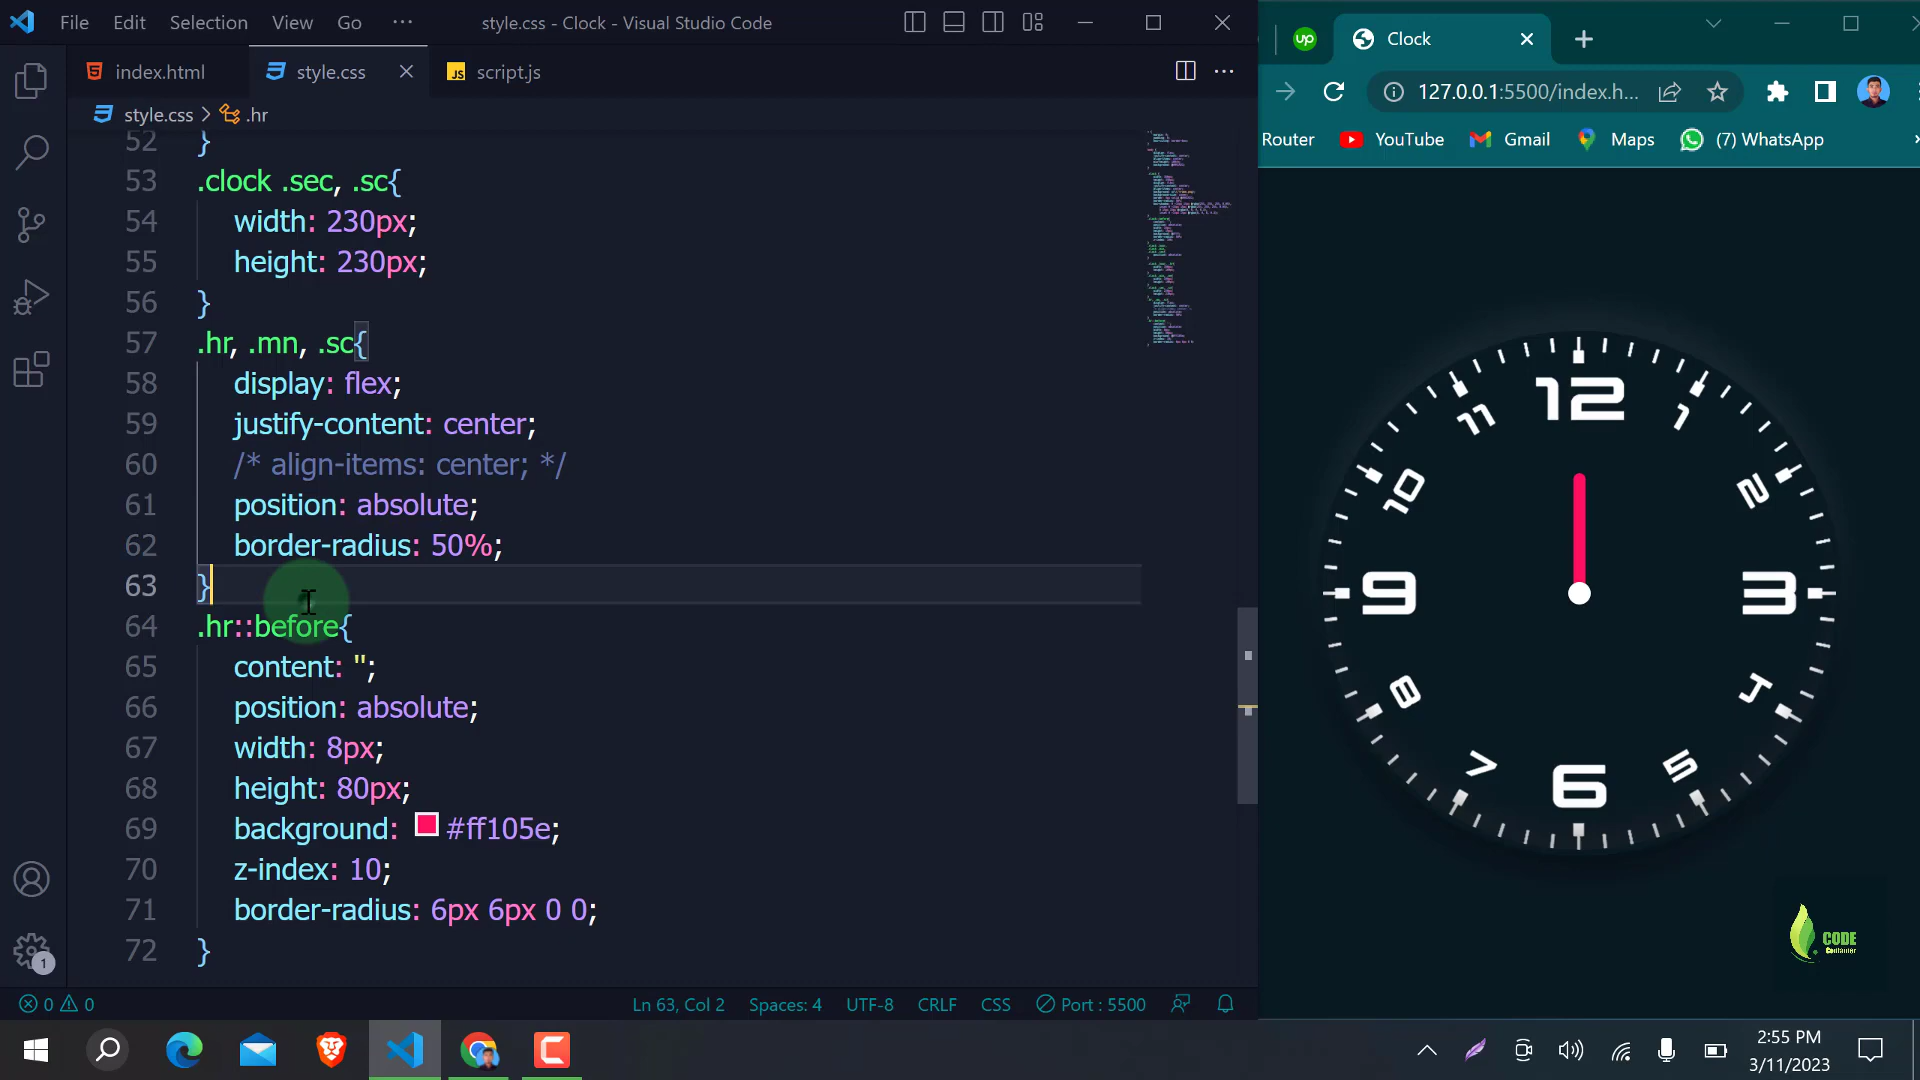 File Edit Selection View Go ···
style.css - Clock - Visual Studio Code
index.html
style.css
JS script.js
style.css > .hr
52 }
53 .clock .sec, .sc{
54 width: 230px;
55 height: 230px;
56 }
57 .hr, .mn, .sc{
58 display: flex;
59 justify-content: center;
60 /* align-items: center; */
61 position: absolute;
62 border-radius: 50%;
63 }
64 .hr::before{
65 content: '';
66 position: absolute;
67 width: 8px;
68 height: 80px;
69 background: #ff105e;
70 z-index: 10;
71 border-radius: 6px 6px 0 0;
72 }
1
0 0
Ln 63, Col 2 Spaces: 4 UTF-8 CRLF CSS Port : 5500
up
Clock
127.0.0.1:5500/index.h...
Router YouTube Gmail Maps (7) WhatsApp
12
11 1
10 2
9 3
8
7 5
6
CODE
Container
2:55 PM
3/11/2023